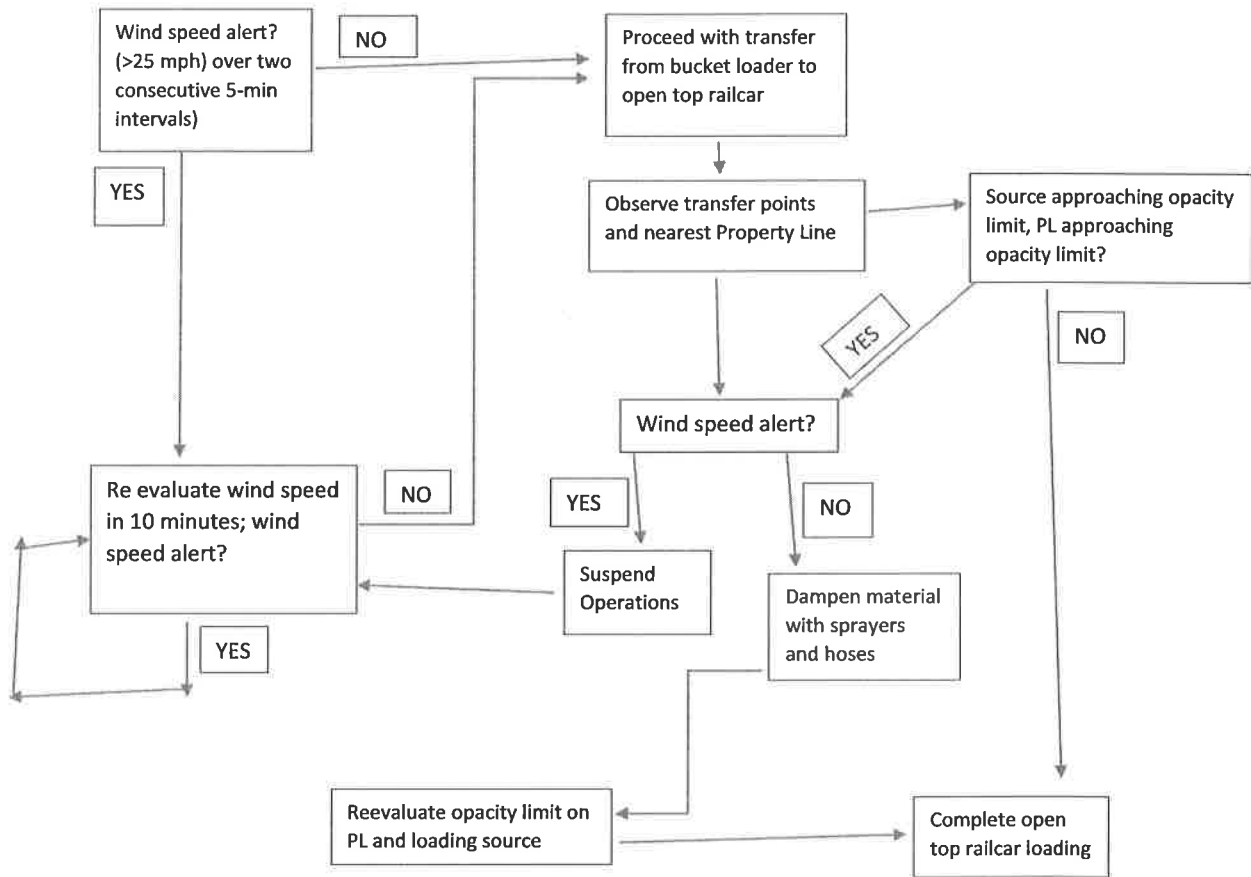 Wind speed alert?
(>25 mph) over two
consecutive 5-min
intervals)
NO
Proceed with transfer
from bucket loader to
open top railcar
YES
Observe transfer points
and nearest Property Line
Source approaching opacity
limit, PL approaching
opacity limit?
YES
NO
Wind speed alert?
Re evaluate wind speed
in 10 minutes; wind
speed alert?
NO
YES
NO
YES
Suspend
Operations
Dampen material
with sprayers
and hoses
Reevaluate opacity limit on
PL and loading source
Complete open
top railcar loading